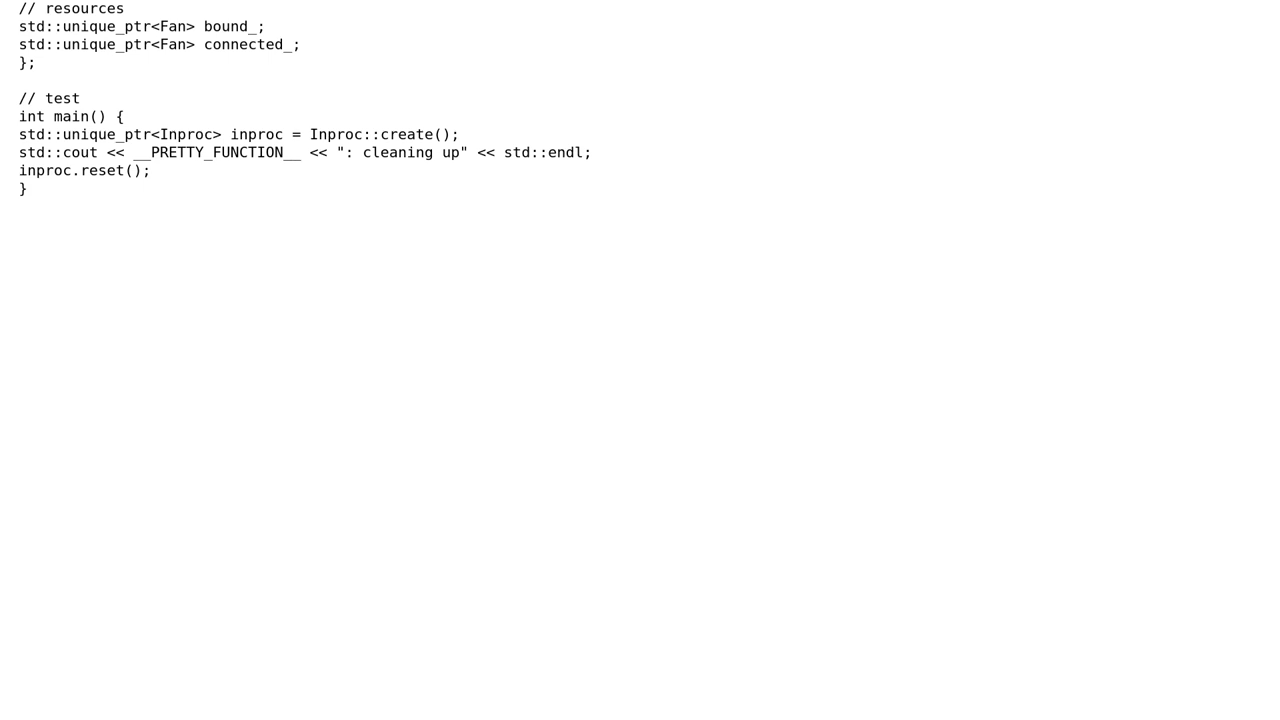 // resources
std::unique_ptr<Fan> bound_;
std::unique_ptr<Fan> connected_;
};

// test
int main() {
std::unique_ptr<Inproc> inproc = Inproc::create();
std::cout << __PRETTY_FUNCTION__ << ": cleaning up" << std::endl;
inproc.reset();
}